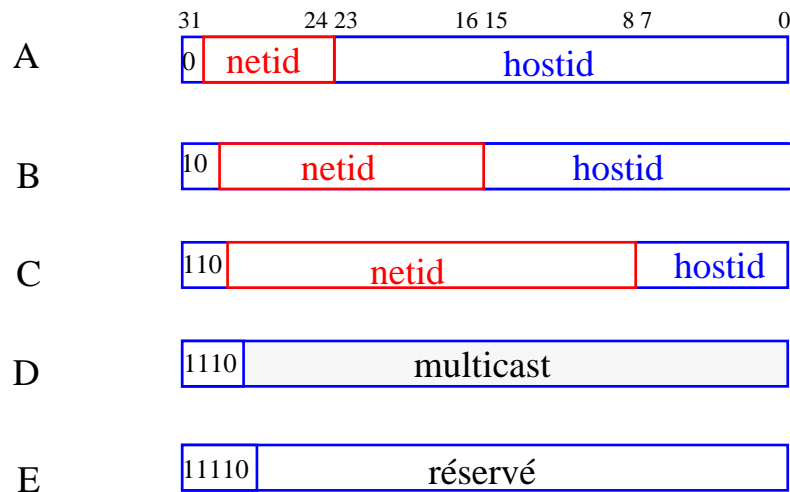 31 24 23 16 15 8 7 0
A 0 netid hostid
B 10 netid hostid
C 110 netid hostid
D 1110 multicast
E 11110 réservé